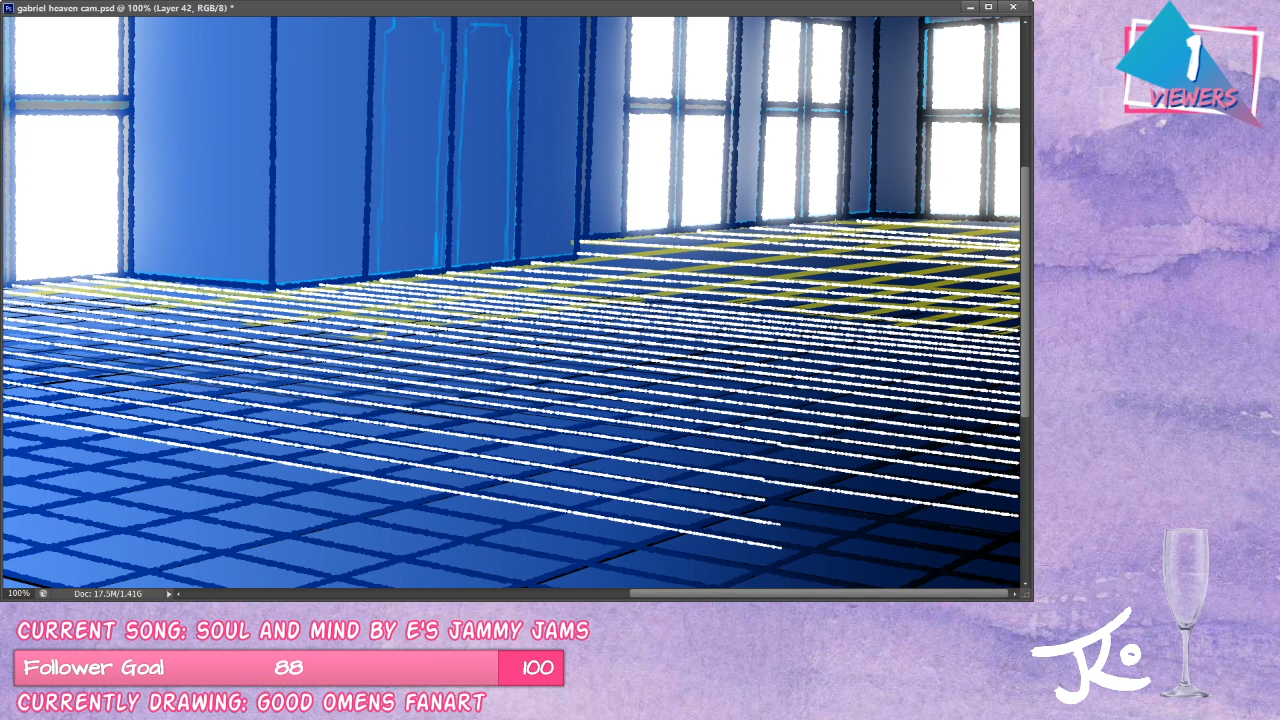 gabriel heaven cam.psd @ 100% (Layer 42, RGB/8) *
1
VIEWERS
100%
Doc: 17.5M/1.41G
CURRENT SONG: SOUL AND MIND BY E'S JAMMY JAMS
Follower Goal 88 100
CURRENTLY DRAWING: GOOD OMENS FANART